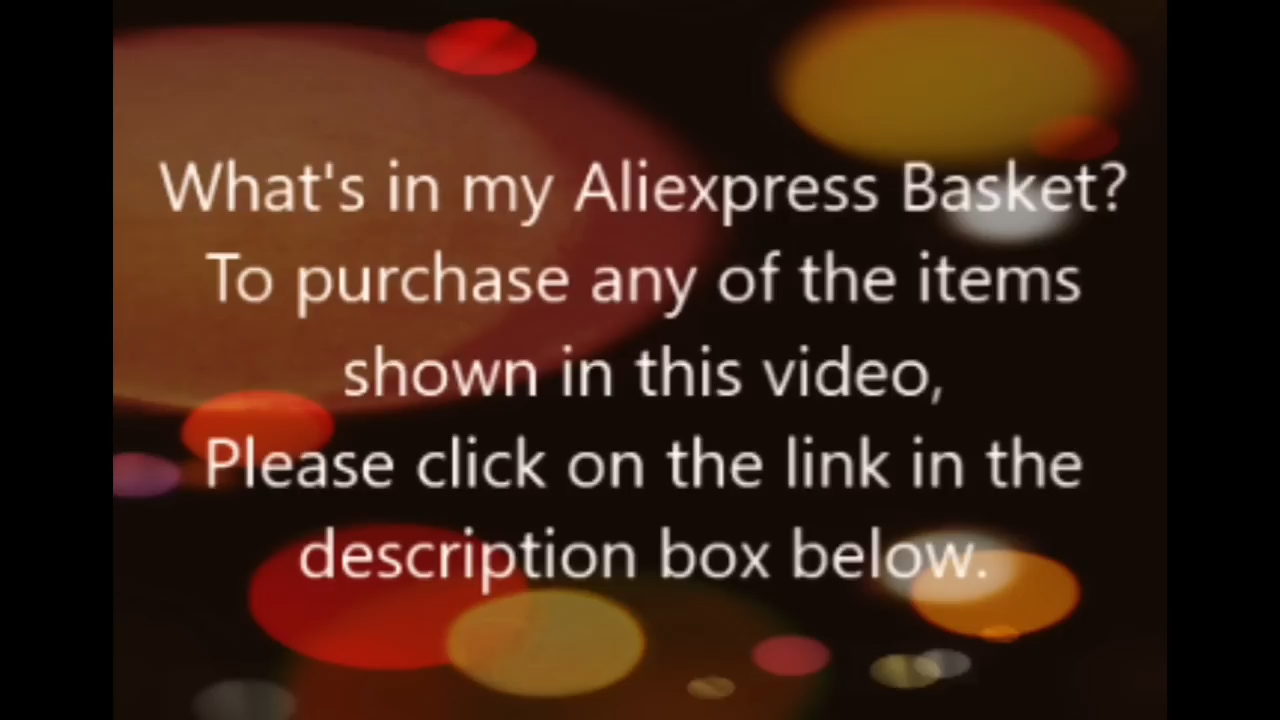 What's in my Aliexpress Basket?
To purchase any of the items
shown in this video,
Please click on the link in the
description box below.